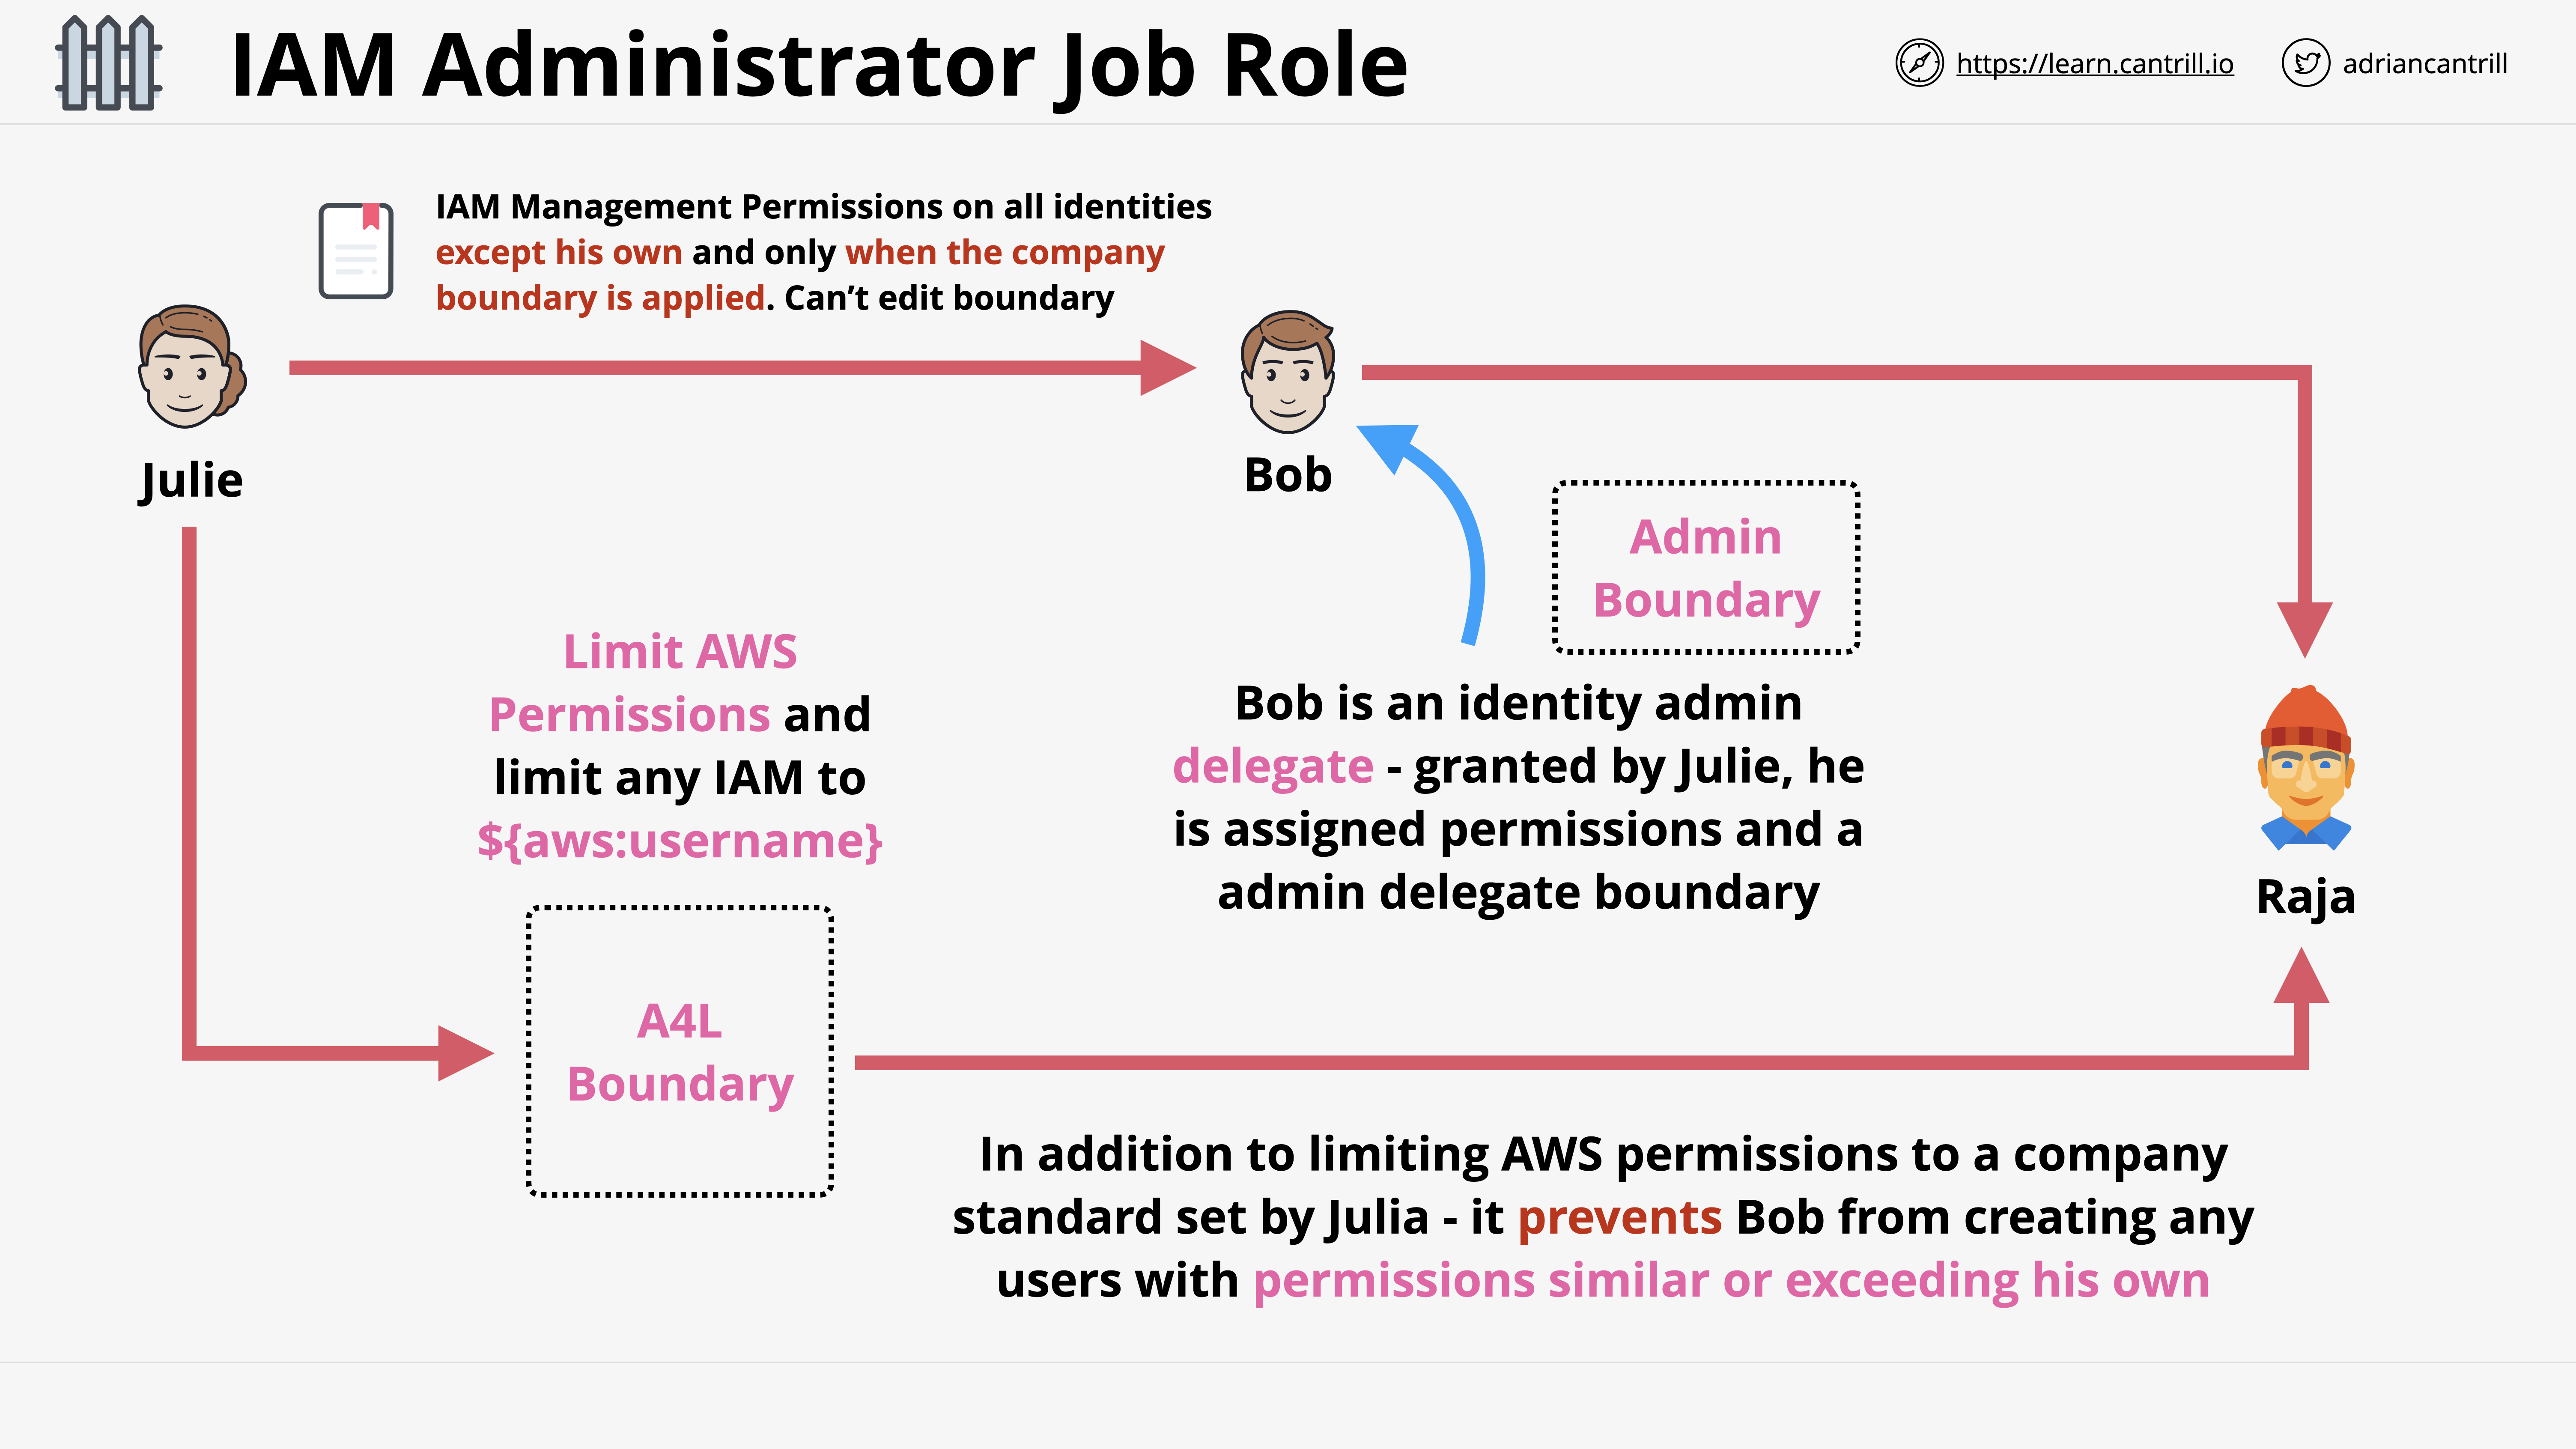 IAM Administrator Job Role
https://learn.cantrill.io
adriancantrill
IAM Management Permissions on all identities
except his own and only when the company
boundary is applied. Can’t edit boundary
Julie
Bob
Admin
Boundary
Limit AWS
Permissions and
limit any IAM to
${aws:username}
Bob is an identity admin
delegate - granted by Julie, he
is assigned permissions and a
admin delegate boundary
Raja
A4L
Boundary
In addition to limiting AWS permissions to a company
standard set by Julia - it prevents Bob from creating any
users with permissions similar or exceeding his own